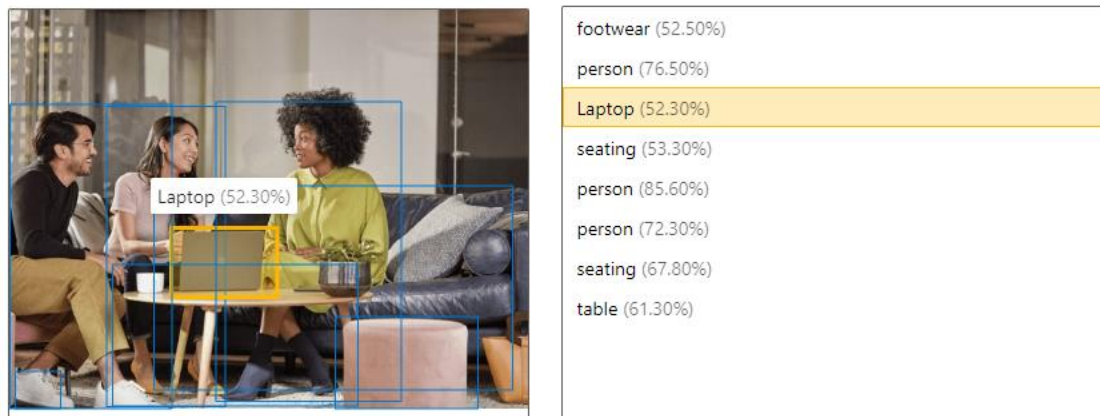 Laptop (52.30%)
footwear (52.50%)
person (76.50%)
Laptop (52.30%)
seating (53.30%)
person (85.60%)
person (72.30%)
seating (67.80%)
table (61.30%)